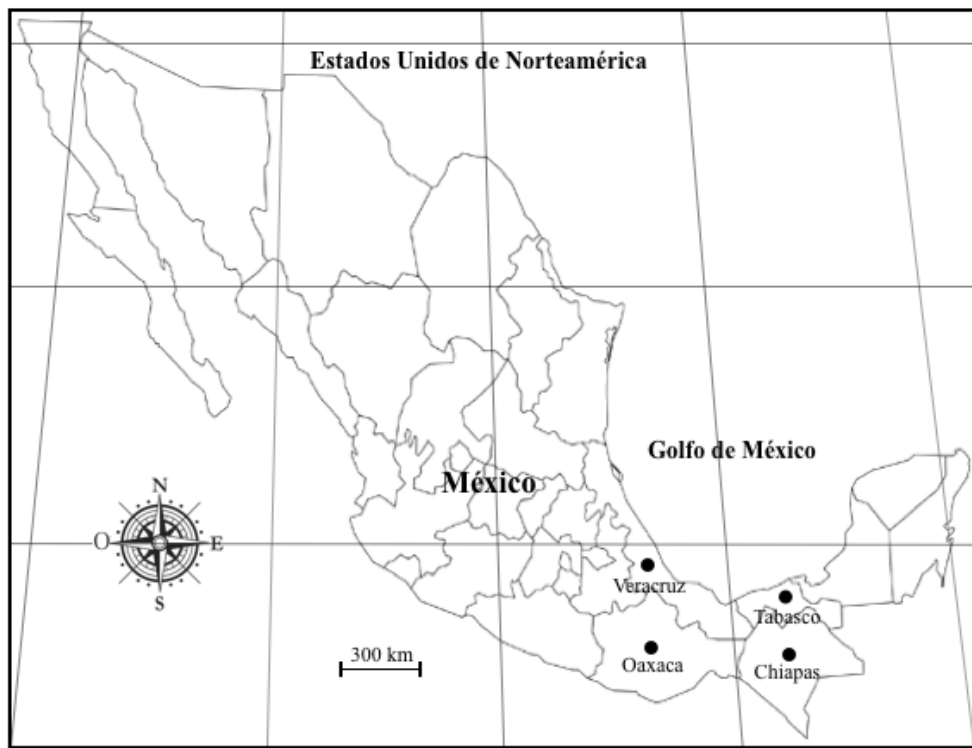 Estados Unidos de Norteamérica
Golfo de México
México
N
O
E
S
Veracruz
Tabasco
300 km
Oaxaca
Chiapas